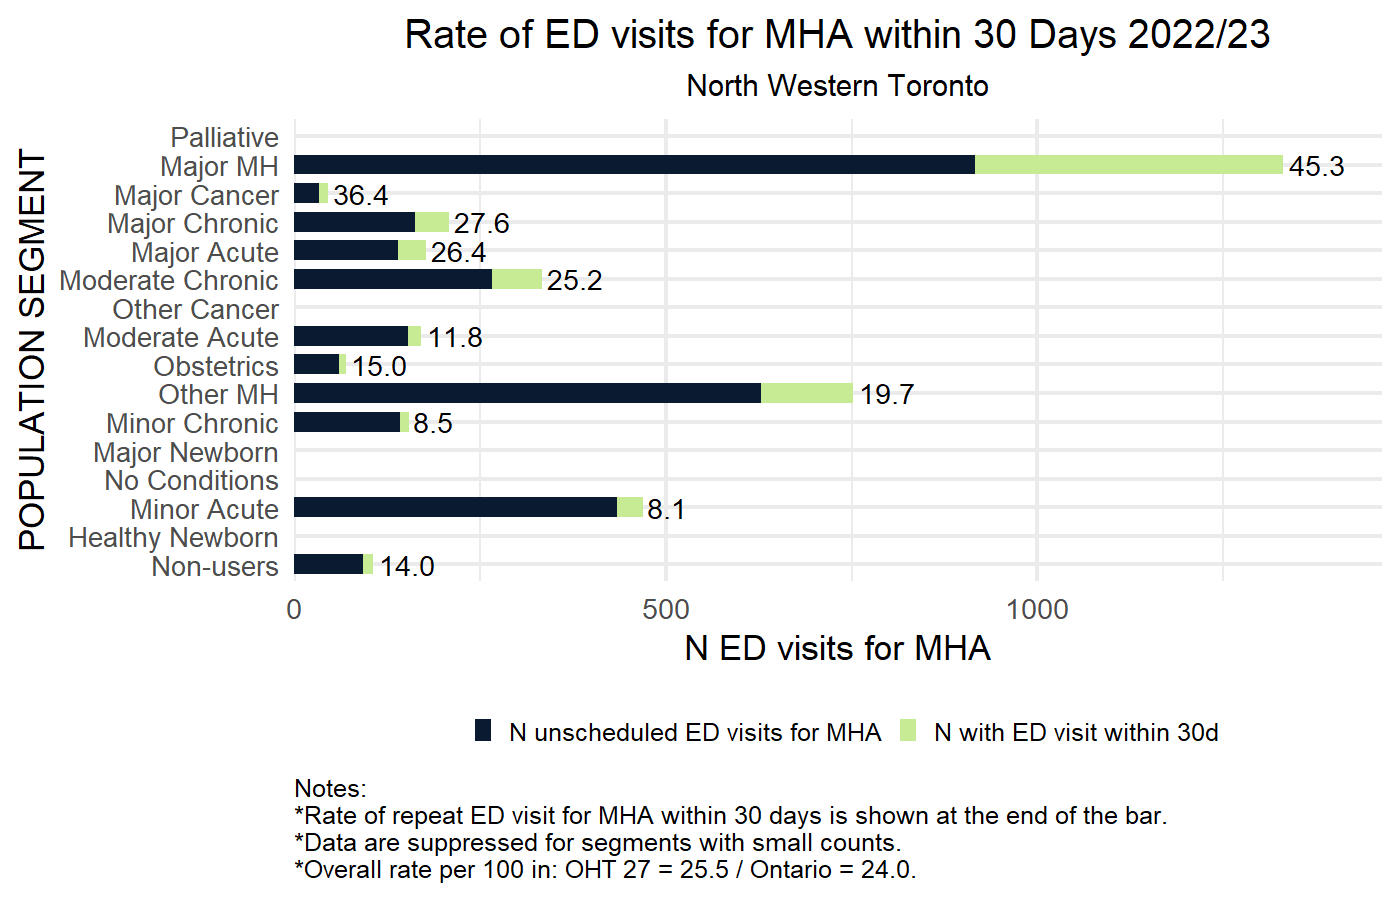 Rate of ED visits for MHA within 30 Days 2022/23
North Western Toronto
POPULATION SEGMENT
Palliative
Major MH 45.3
Major Cancer 36.4
Major Chronic 27.6
Major Acute 26.4
Moderate Chronic 25.2
Other Cancer
Moderate Acute 11.8
Obstetrics 15.0
Other MH 19.7
Minor Chronic 8.5
Major Newborn
No Conditions
Minor Acute 8.1
Healthy Newborn
Non-users 14.0
0 500 1000
N ED visits for MHA
N unscheduled ED visits for MHA N with ED visit within 30d
Notes:
*Rate of repeat ED visit for MHA within 30 days is shown at the end of the bar.
*Data are suppressed for segments with small counts.
*Overall rate per 100 in: OHT 27 = 25.5 / Ontario = 24.0.